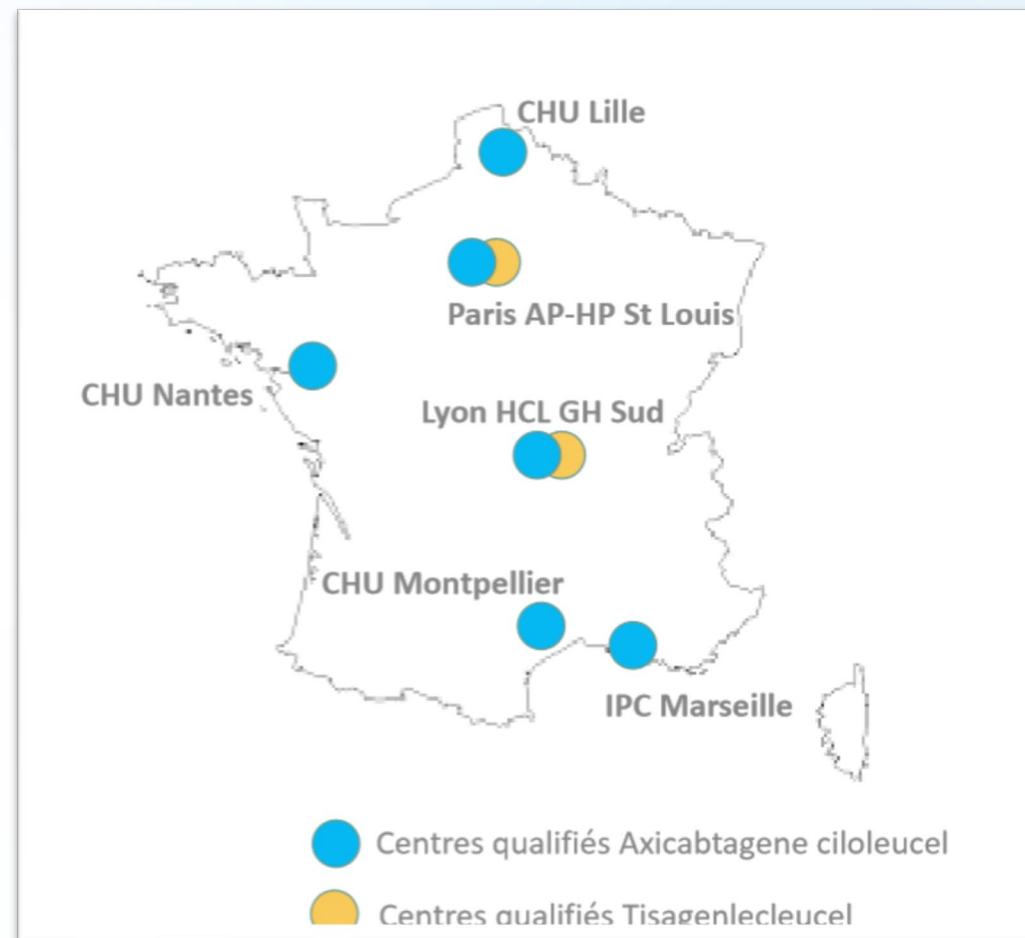 CHU Lille
Paris AP-HP St Louis
CHU Nantes
Lyon HCL GH Sud
CHU Montpellier
IPC Marseille
Centres qualifiés Axicabtagene ciloleucel
Centres qualifiés Tisagenlecleucel